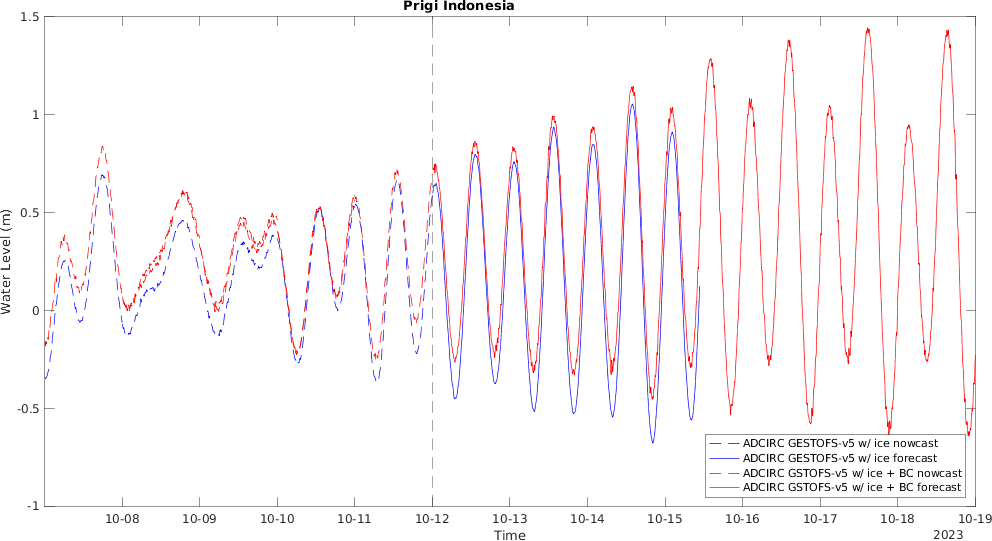 Prigi Indonesia
1.5
1
0.5
0
-0.5
-1
Water Level (m)
10-08 10-09 10-10 10-11 10-12 10-13 10-14 10-15 10-16 10-17 10-18 10-19
Time
2023
ADCIRC GESTOFS-v5 w/ ice nowcast
ADCIRC GESTOFS-v5 w/ ice forecast
ADCIRC GSTOFS-v5 w/ ice + BC nowcast
ADCIRC GSTOFS-v5 w/ ice + BC forecast